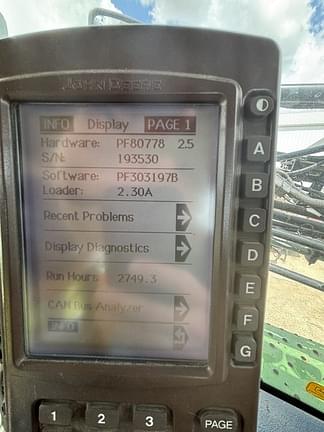 JOHN DEERE
INFO Display PAGE 1
Hardware: PF80778 2.5
S/N: 193530
Software: PF303197B
Loader: 2.30A
Recent Problems
Display Diagnostics
Run Hours 2749.3
CAN Bus Analyzer
INFO
A
B
C
D
E
F
G
1 2 3 PAGE